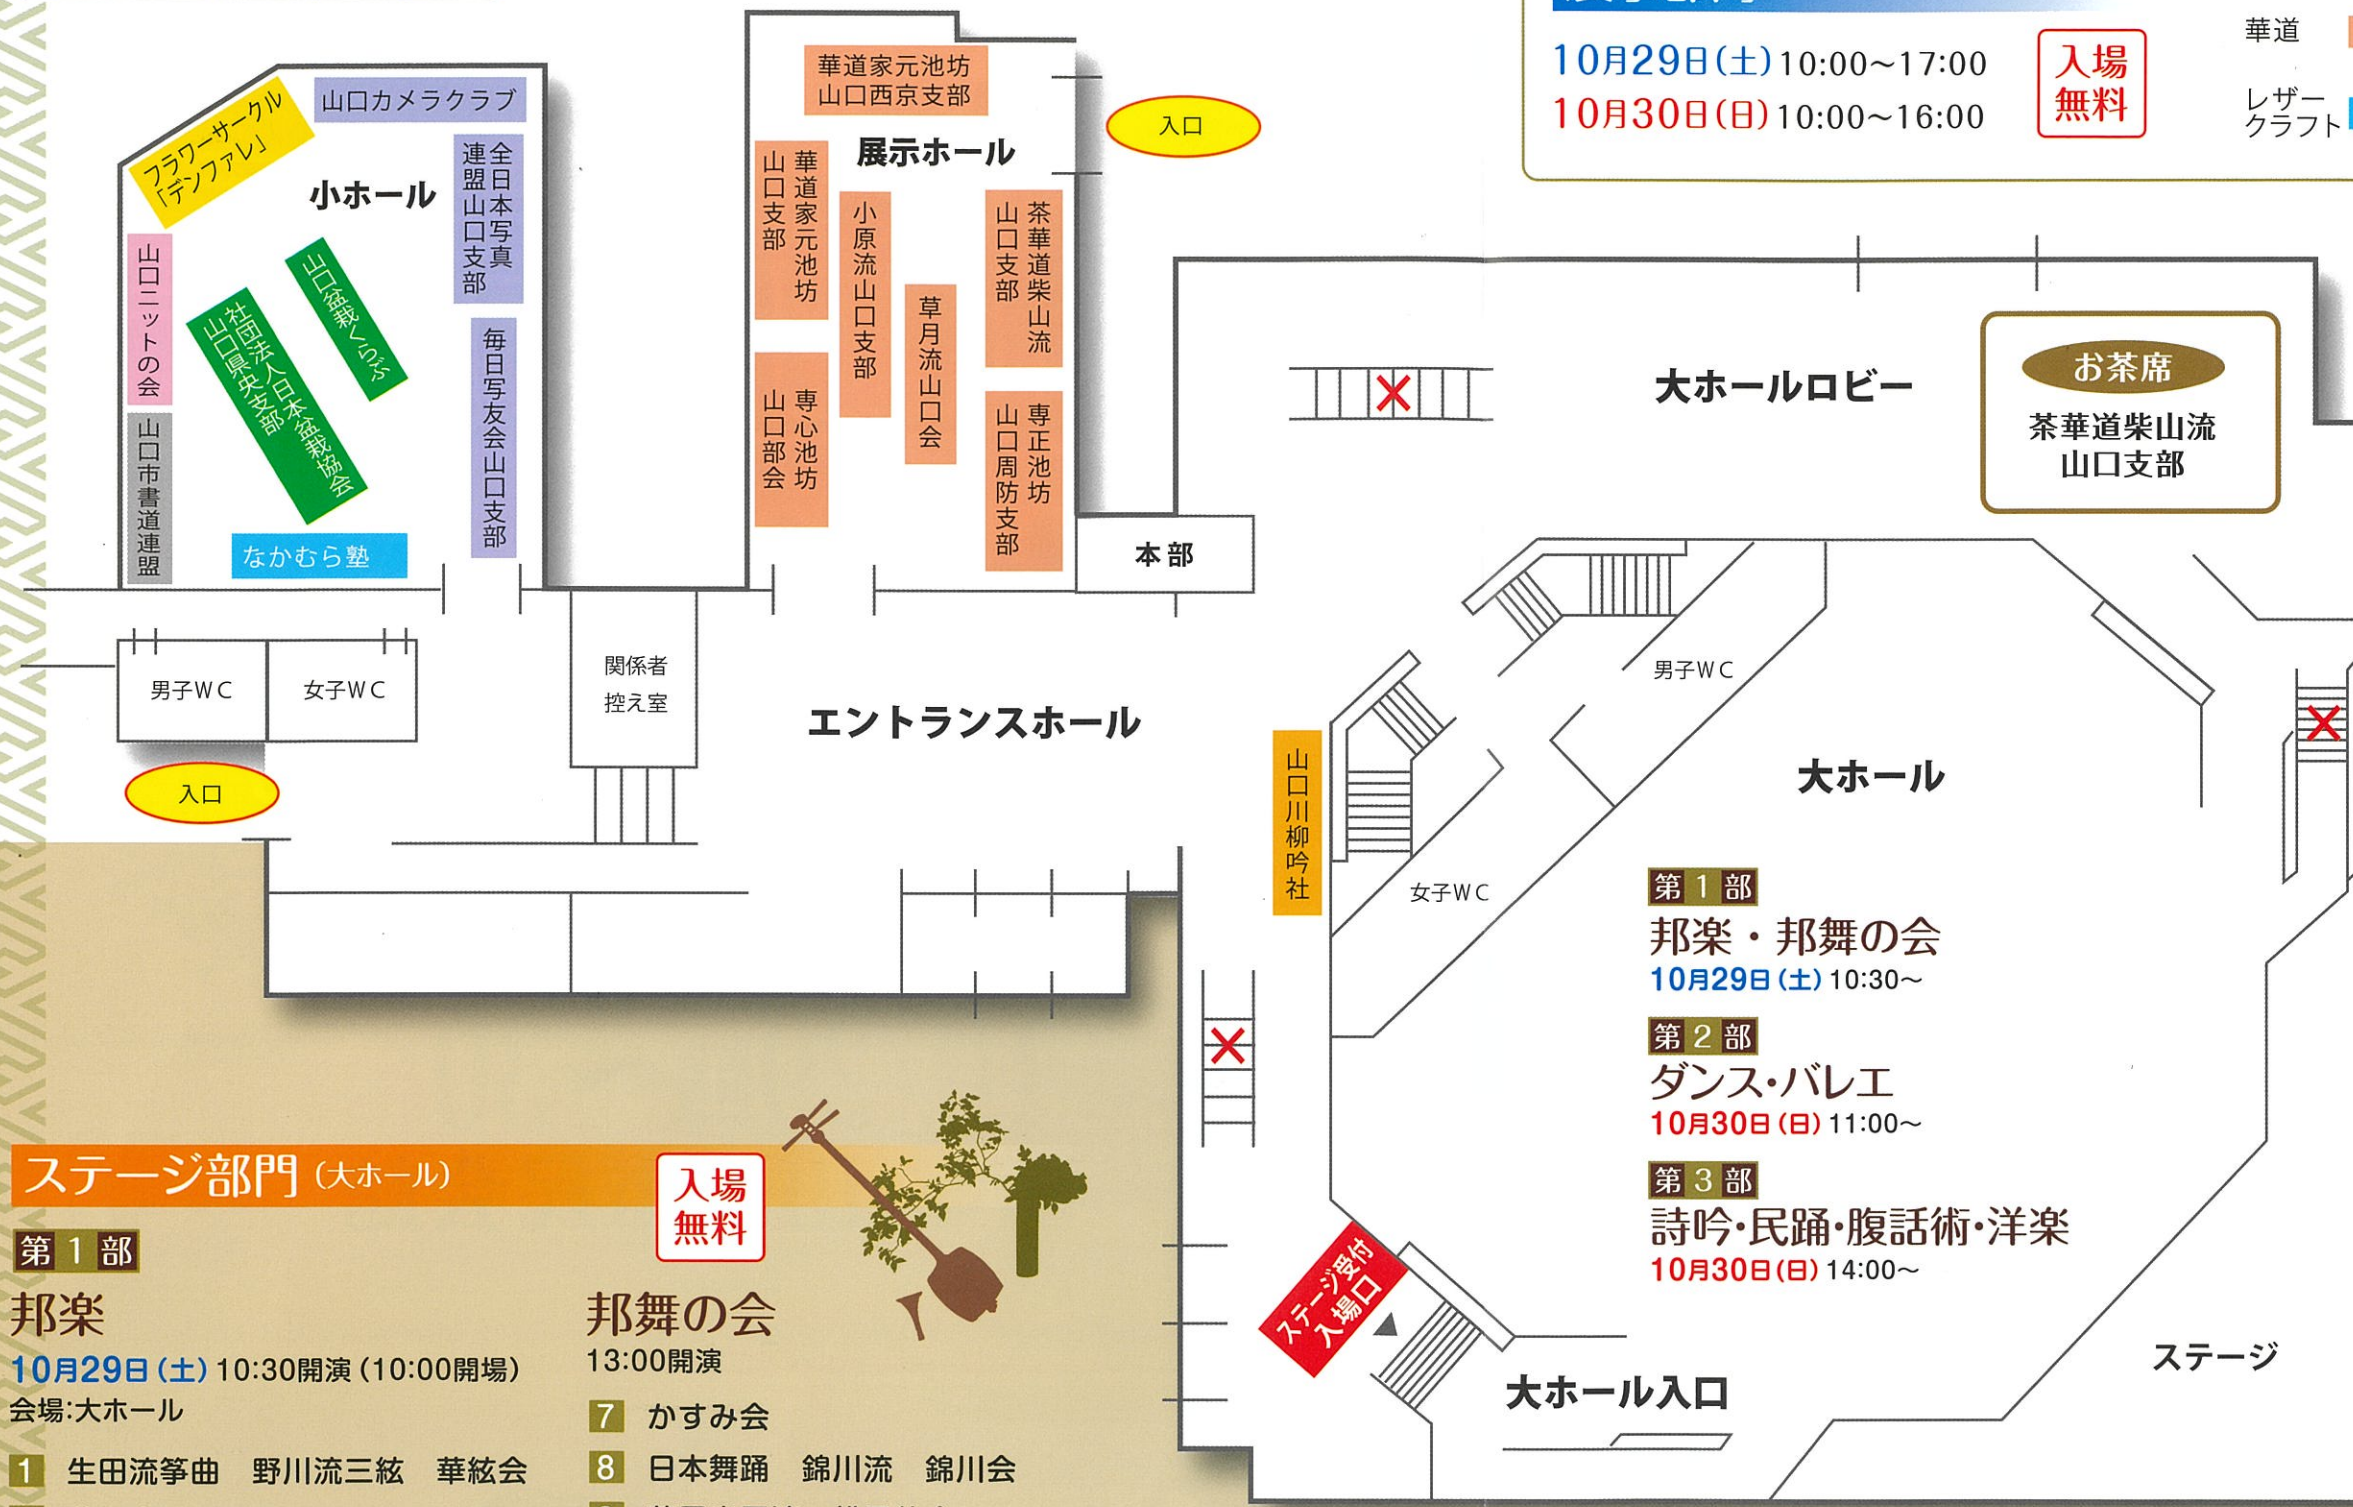 山口カメラクラブ
フラワーサークル
「デンファレ」
小ホール
全日本写真
連盟山口支部
山口ニットの会
山口盆栽くらぶ
社団法人日本盆栽協会
山口県央支部
毎日写友会山口支部
山口市書道連盟
なかむら塾
華道家元池坊
山口西京支部
展示ホール
入口
華道家元池坊
山口支部
小原流山口支部
茶華道柴山流
山口支部
草月流山口会
専心池坊
山口部会
専正池坊
山口周防支部
本部
10月29日(土)10:00～17:00
10月30日(日)10:00～16:00
入場
無料
華道
レザー
クラフト
大ホールロビー
お茶席
茶華道柴山流
山口支部
男子WC
女子WC
関係者
控え室
エントランスホール
入口
山口川柳吟社
男子WC
女子WC
大ホール
第1部
邦楽・邦舞の会
10月29日(土)10:30～
第2部
ダンス・バレエ
10月30日(日)11:00～
第3部
詩吟・民踊・腹話術・洋楽
10月30日(日)14:00～
ステージ受付
入場口
大ホール入口
ステージ
ステージ部門(大ホール)
入場
無料
第1部
邦楽
10月29日(土)10:30開演(10:00開場)
会場:大ホール
1 生田流筝曲 野川流三絃 華絃会
邦舞の会
13:00開演
7 かすみ会
8 日本舞踊 錦川流 錦川会